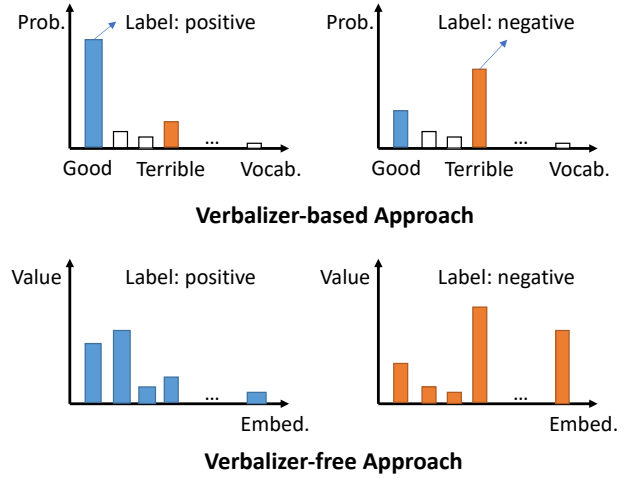 Prob. Label: positive
Good Terrible ... Vocab.
Prob. Label: negative
Good Terrible ... Vocab.
Verbalizer-based Approach
Value Label: positive
... Embed.
Value Label: negative
... Embed.
Verbalizer-free Approach